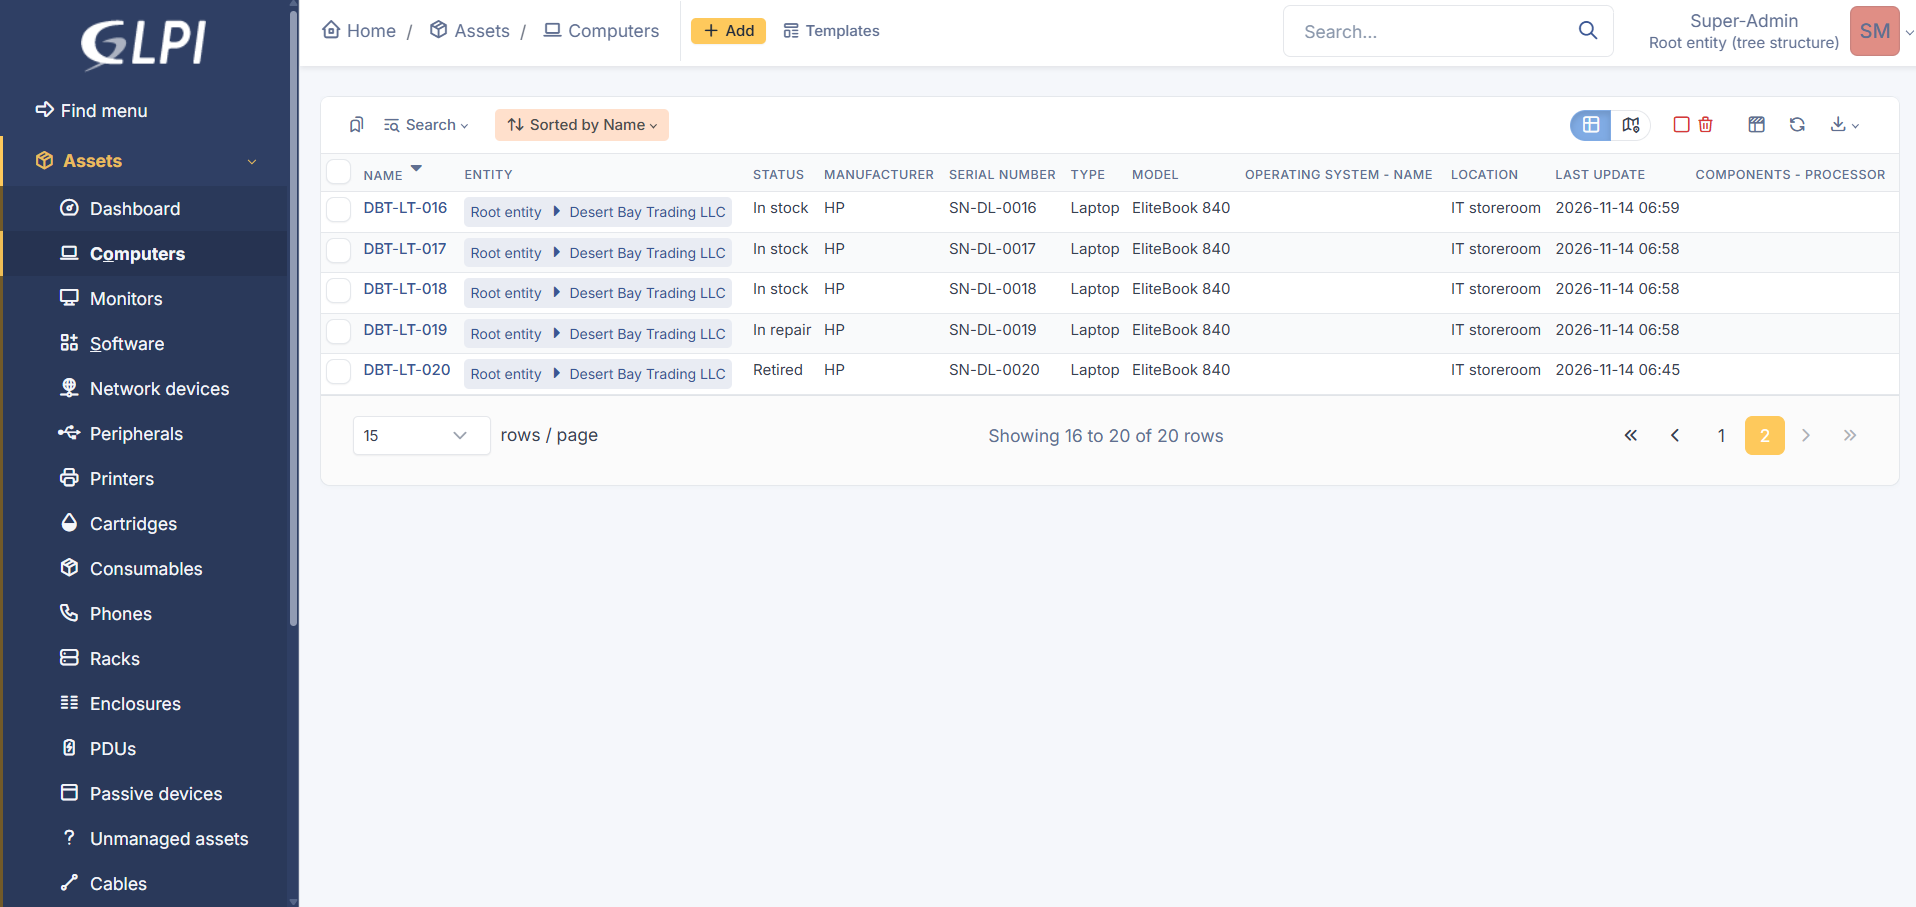 GLPI
Find menu
Assets
Dashboard
Computers
Monitors
Software
Network devices
Peripherals
Printers
Cartridges
Consumables
Phones
Racks
Enclosures
PDUs
Passive devices
Unmanaged assets
Cables
Home / Assets / Computers
+ Add
Templates
Search...
Super-Admin
Root entity (tree structure)
SM
Search
Sorted by Name
NAME ENTITY STATUS MANUFACTURER SERIAL NUMBER TYPE MODEL OPERATING SYSTEM - NAME LOCATION LAST UPDATE COMPONENTS - PROCESSOR
DBT-LT-016 Root entity Desert Bay Trading LLC In stock HP SN-DL-0016 Laptop EliteBook 840 IT storeroom 2026-11-14 06:59
DBT-LT-017 Root entity Desert Bay Trading LLC In stock HP SN-DL-0017 Laptop EliteBook 840 IT storeroom 2026-11-14 06:58
DBT-LT-018 Root entity Desert Bay Trading LLC In stock HP SN-DL-0018 Laptop EliteBook 840 IT storeroom 2026-11-14 06:58
DBT-LT-019 Root entity Desert Bay Trading LLC In repair HP SN-DL-0019 Laptop EliteBook 840 IT storeroom 2026-11-14 06:58
DBT-LT-020 Root entity Desert Bay Trading LLC Retired HP SN-DL-0020 Laptop EliteBook 840 IT storeroom 2026-11-14 06:45
15 rows / page
Showing 16 to 20 of 20 rows
« ‹ 1 2 › »